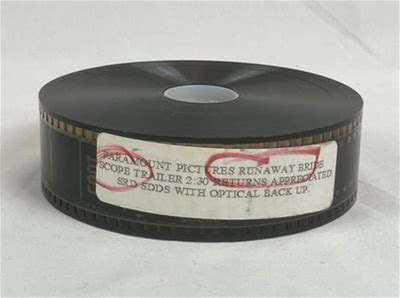 PARAMOUNT PICTURES RUNAWAY BRIDE
SCOPE TRAILER 2:30 RETURNS APPRECIATED
SRD SDDS WITH OPTICAL BACK UP.